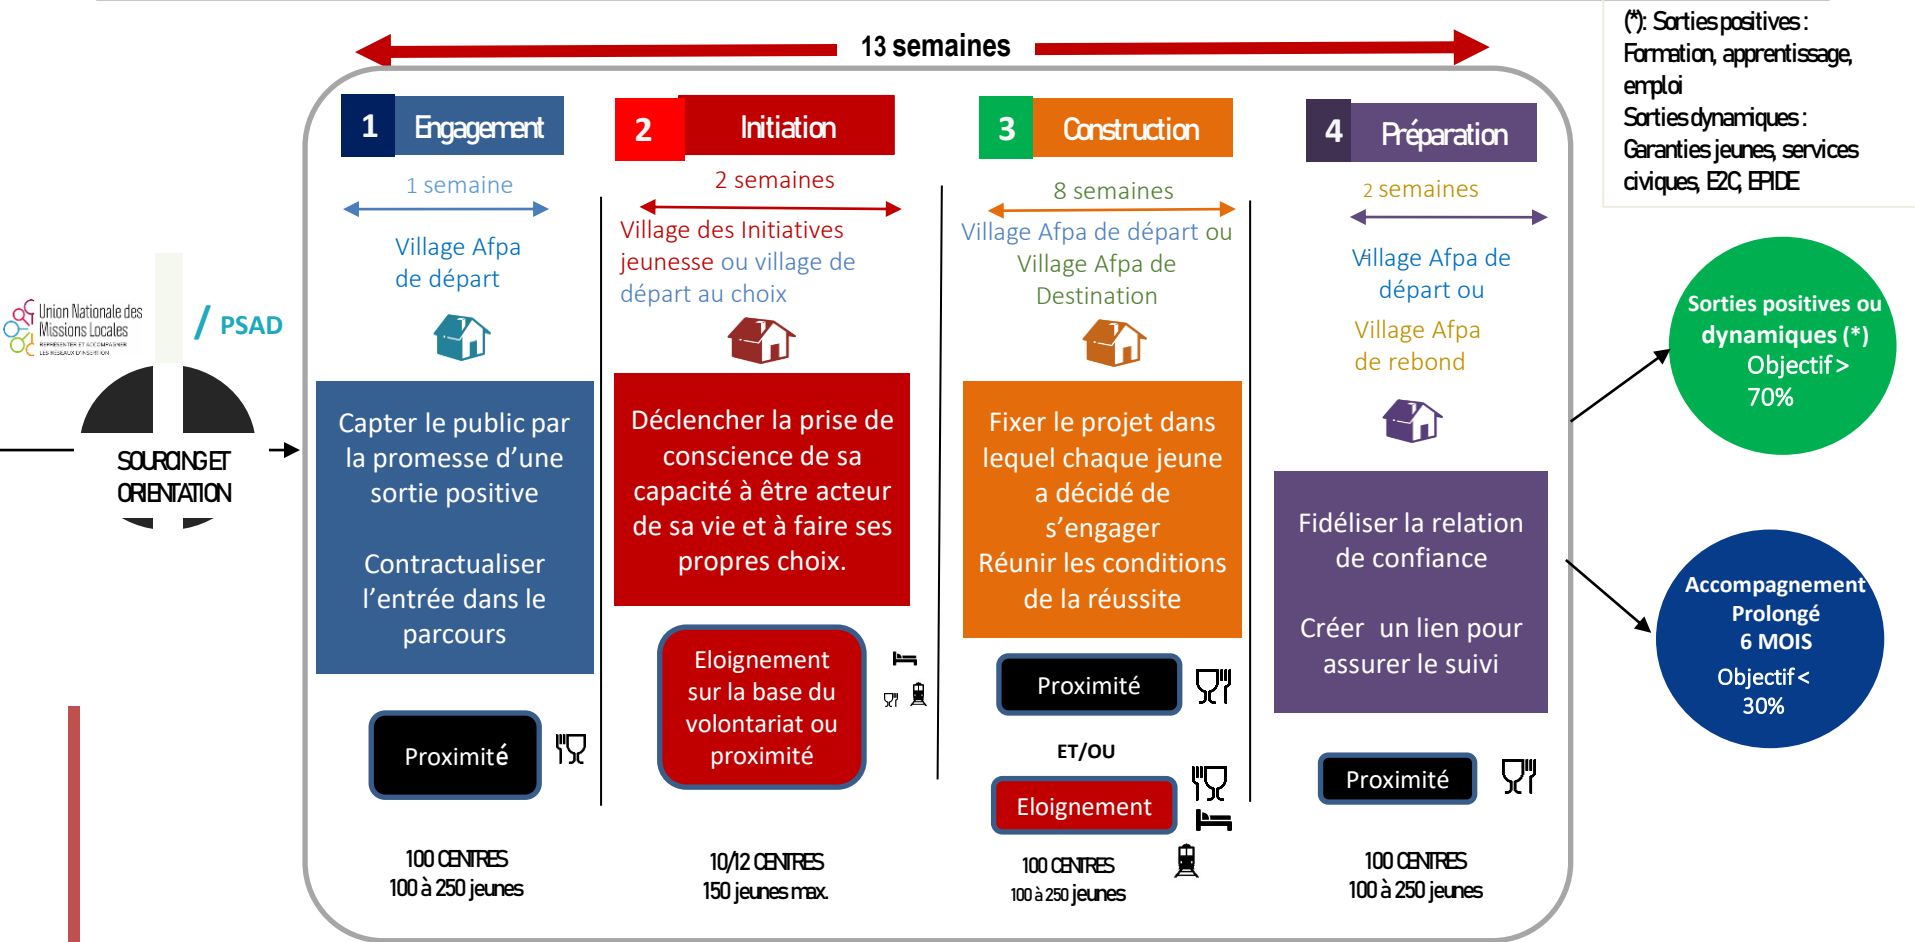 13 semaines
(*): Sorties positives :
Formation, apprentissage,
emploi
Sorties dynamiques :
Garanties jeunes, services
civiques, E2C, EPIDE
Union Nationale des
Missions Locales
REPRÉSENTER ET ACCOMPAGNER
LES RÉSEAUX D'INSERTION
/ PSAD
SOURCING ET
ORIENTATION
1 Engagement
1 semaine
Village Afpa
de départ
Capter le public par
la promesse d’une
sortie positive
Contractualiser
l’entrée dans le
parcours
Proximité
100 CENTRES
100 à 250 jeunes
2 Initiation
2 semaines
Village des Initiatives
jeunesse ou village de
départ au choix
Déclencher la prise de
conscience de sa
capacité à être acteur
de sa vie et à faire ses
propres choix.
Eloignement
sur la base du
volontariat ou
proximité
10/12 CENTRES
150 jeunes max.
3 Construction
8 semaines
Village Afpa de départ ou
Village Afpa de
Destination
Fixer le projet dans
lequel chaque jeune
a décidé de
s’engager
Réunir les conditions
de la réussite
Proximité
ET/OU
Eloignement
100 CENTRES
100 à 250 jeunes
4 Préparation
2 semaines
Village Afpa de
départ ou
Village Afpa
de rebond
Fidéliser la relation
de confiance
Créer un lien pour
assurer le suivi
Proximité
100 CENTRES
100 à 250 jeunes
Sorties positives ou
dynamiques (*)
Objectif >
70%
Accompagnement
Prolongé
6 MOIS
Objectif <
30%